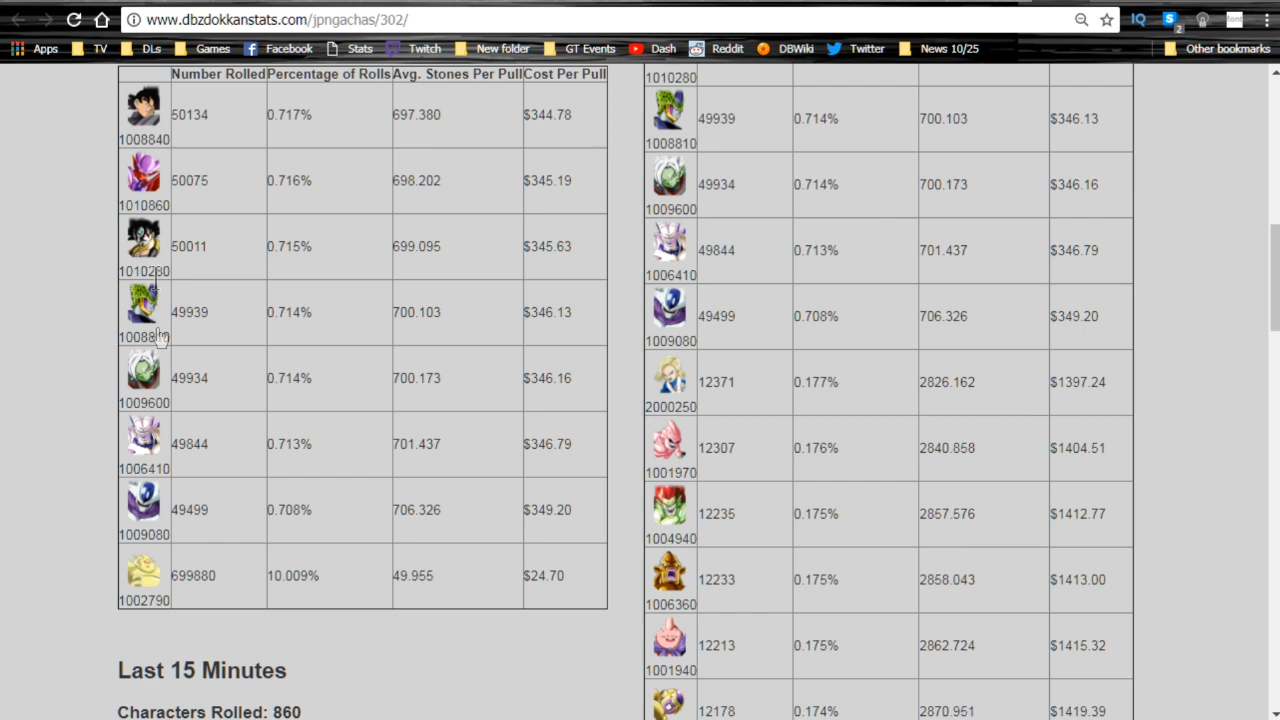 www.dbzdokkanstats.com/jpngachas/302/
Apps TV DLs Games Facebook Stats Twitch New folder GT Events Dash Reddit DBWiki Twitter News 10/25 Other bookmarks
IQ S 2 font
Number Rolled Percentage of Rolls Avg. Stones Per Pull Cost Per Pull
50134 0.717% 697.380 $344.78
1008840
50075 0.716% 698.202 $345.19
1010860
50011 0.715% 699.095 $345.63
1010280
49939 0.714% 700.103 $346.13
1008810
49934 0.714% 700.173 $346.16
1009600
49844 0.713% 701.437 $346.79
1006410
49499 0.708% 706.326 $349.20
1009080
699880 10.009% 49.955 $24.70
1002790
Last 15 Minutes
Characters Rolled: 860
1010280
49939 0.714% 700.103 $346.13
1008810
49934 0.714% 700.173 $346.16
1009600
49844 0.713% 701.437 $346.79
1006410
49499 0.708% 706.326 $349.20
1009080
12371 0.177% 2826.162 $1397.24
2000250
12307 0.176% 2840.858 $1404.51
1001970
12235 0.175% 2857.576 $1412.77
1004940
12233 0.175% 2858.043 $1413.00
1006360
12213 0.175% 2862.724 $1415.32
1001940
12178 0.174% 2870.951 $1419.39